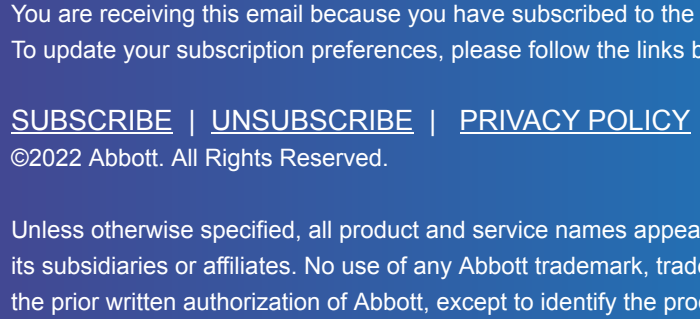 You are receiving this email because you have subscribed to the
To update your subscription preferences, please follow the links
SUBSCRIBE | UNSUBSCRIBE | PRIVACY POLICY
©2022 Abbott. All Rights Reserved.
Unless otherwise specified, all product and service names
its subsidiaries or affiliates. No use of any Abbott trademark,
the prior written authorization of Abbott, except to identify the